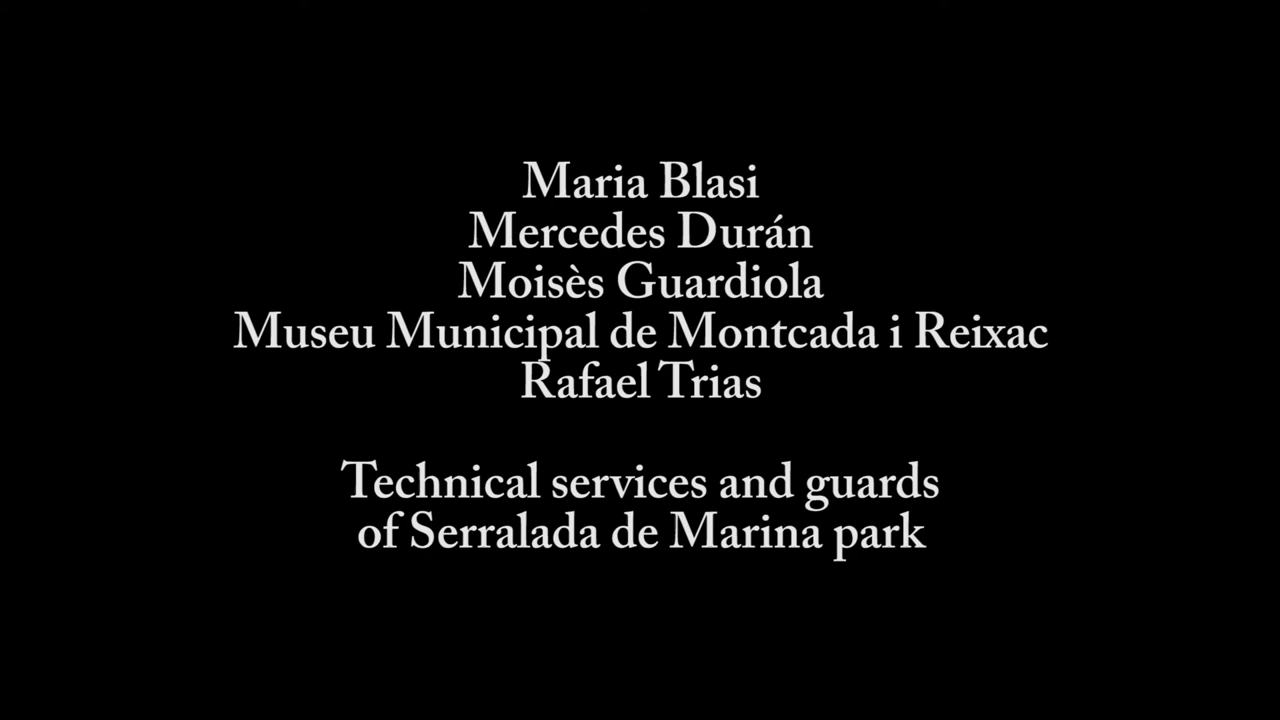 Maria Blasi
Mercedes Durán
Moisès Guardiola
Museu Municipal de Montcada i Reixac
Rafael Trias
Technical services and guards
of Serralada de Marina park